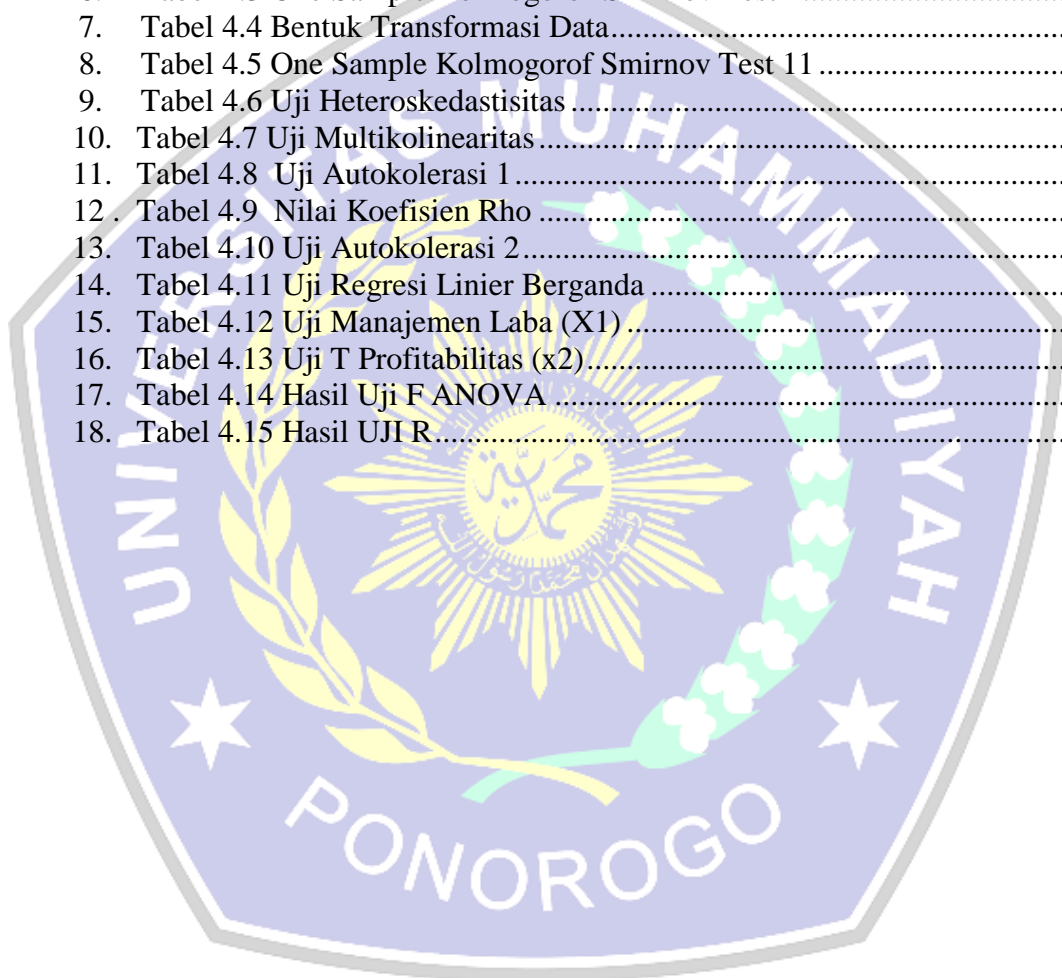 7. Tabel 4.4 Bentuk Transformasi Data
8. Tabel 4.5 One Sample Kolmogorof Smirnov Test 11
9. Tabel 4.6 Uji Heteroskedastisitas
10. Tabel 4.7 Uji Multikolinearitas
11. Tabel 4.8 Uji Autokolerasi 1
12 . Tabel 4.9 Nilai Koefisien Rho
13. Tabel 4.10 Uji Autokolerasi 2
14. Tabel 4.11 Uji Regresi Linier Berganda
15. Tabel 4.12 Uji Manajemen Laba (X1)
16. Tabel 4.13 Uji T Profitabilitas (x2)
17. Tabel 4.14 Hasil Uji F ANOVA
18. Tabel 4.15 Hasil UJI R
UNIVERSITAS MUHAMMADIYAH
PONOROGO